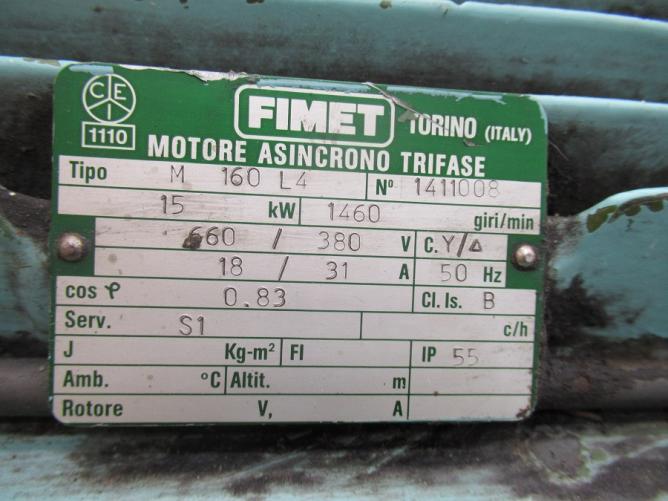 CEI
1110
FIMET TORINO (ITALY)
MOTORE ASINCRONO TRIFASE
Tipo M 160 L4 N° 1411008
15 kW 1460 giri/min
660 / 380 V C. Y/Δ
18 / 31 A 50 Hz
cos φ 0.83 Cl. Is. B
Serv. S1 c/h
J Kg-m² FI IP 55
Amb. °C Altit. m
Rotore V, A